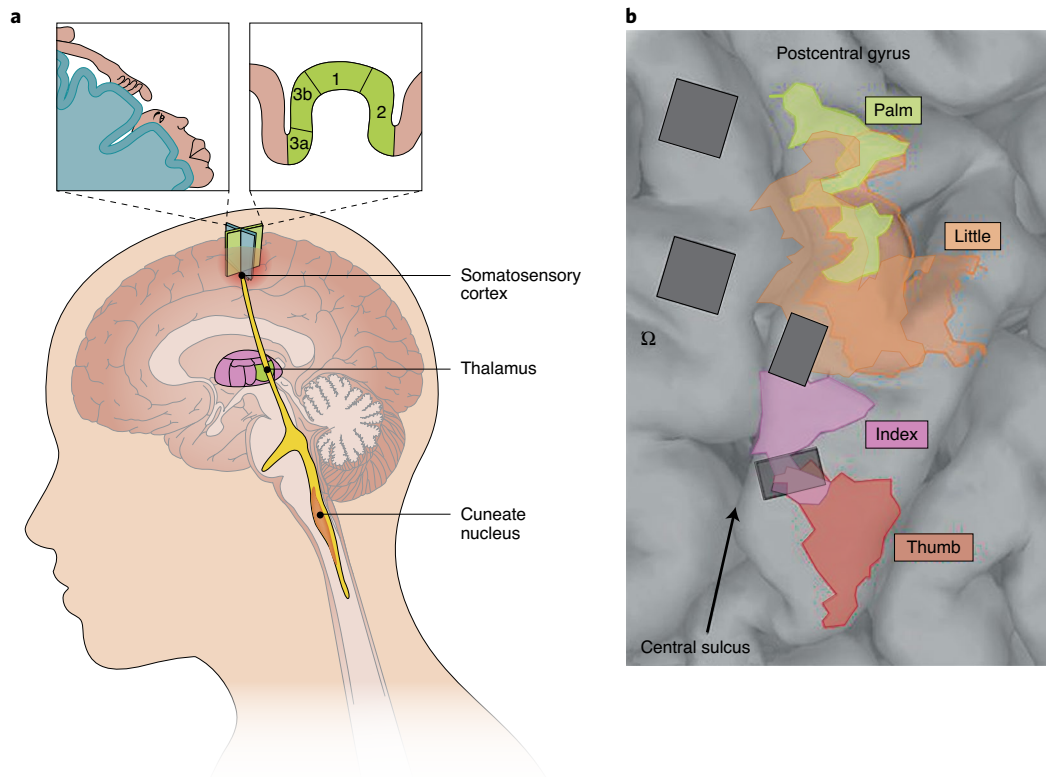 a
3b
1
2
3a
Somatosensory
cortex
Thalamus
Cuneate
nucleus
b
Postcentral gyrus
Palm
Little
Ω
Index
Thumb
Central sulcus